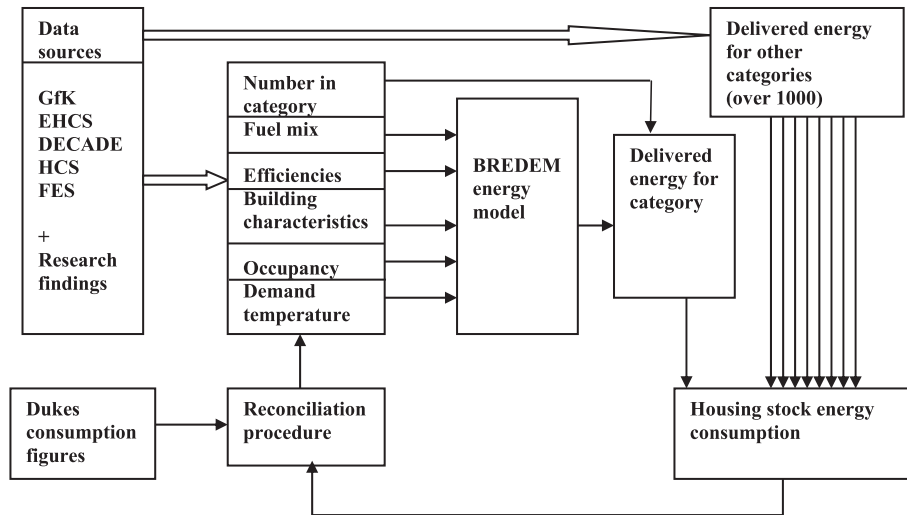 Data
sources
GfK
EHCS
DECADE
HCS
FES
+
Research
findings
Number in
category
Fuel mix
Efficiencies
Building
characteristics
Occupancy
Demand
temperature
BREDEM
energy
model
Delivered
energy for
category
Delivered energy
for other
categories
(over 1000)
Dukes
consumption
figures
Reconciliation
procedure
Housing stock energy
consumption